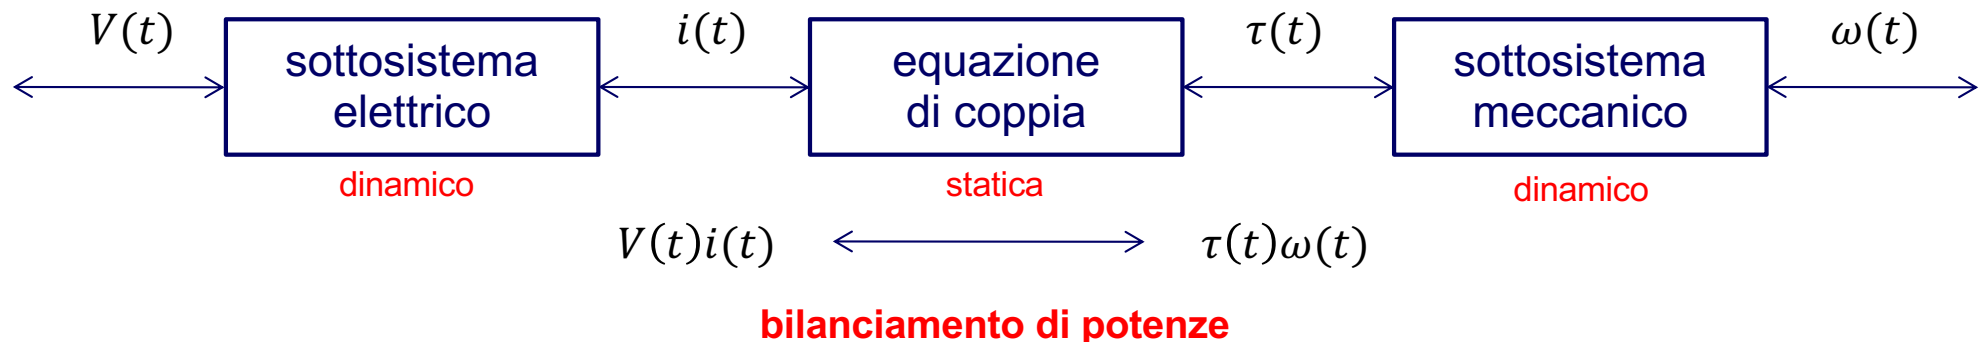 V(t) i(t) τ(t) ω(t)
sottosistema elettrico
equazione di coppia
sottosistema meccanico
dinamico statica dinamico
V(t)i(t) τ(t)ω(t)
bilanciamento di potenze